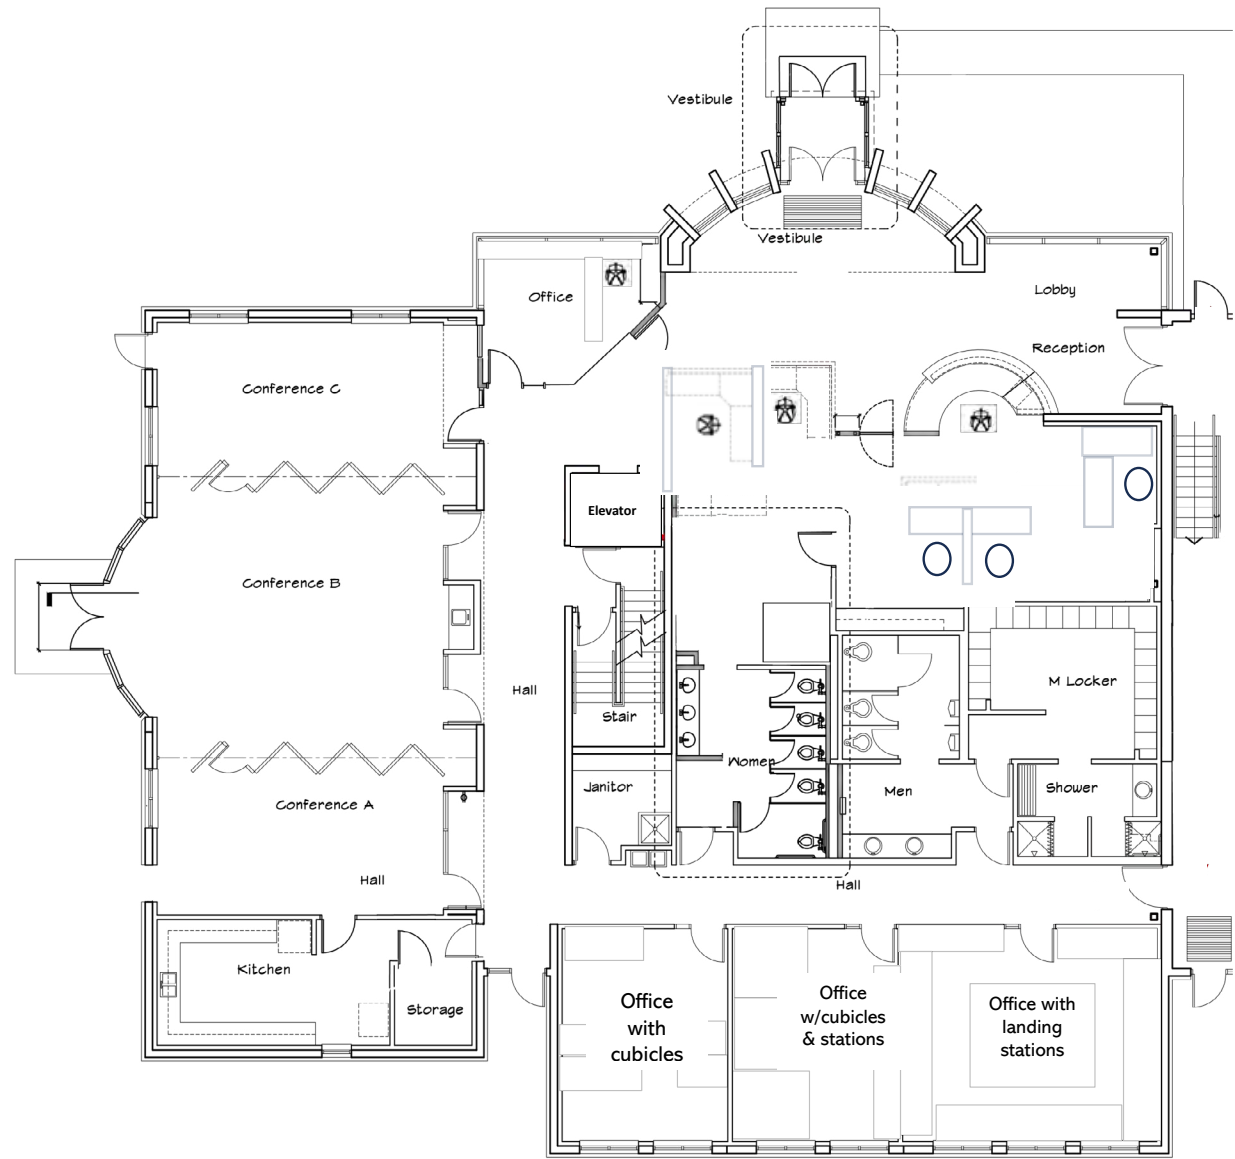 Vestibule
Vestibule
Office
Lobby
Reception
Conference C
Elevator
Conference B
Hall
M Locker
Stair
Women
Janitor
Men
Shower
Conference A
Hall
Hall
Kitchen
Storage
Office
with
cubicles
Office
w/cubicles
& stations
Office with
landing
stations